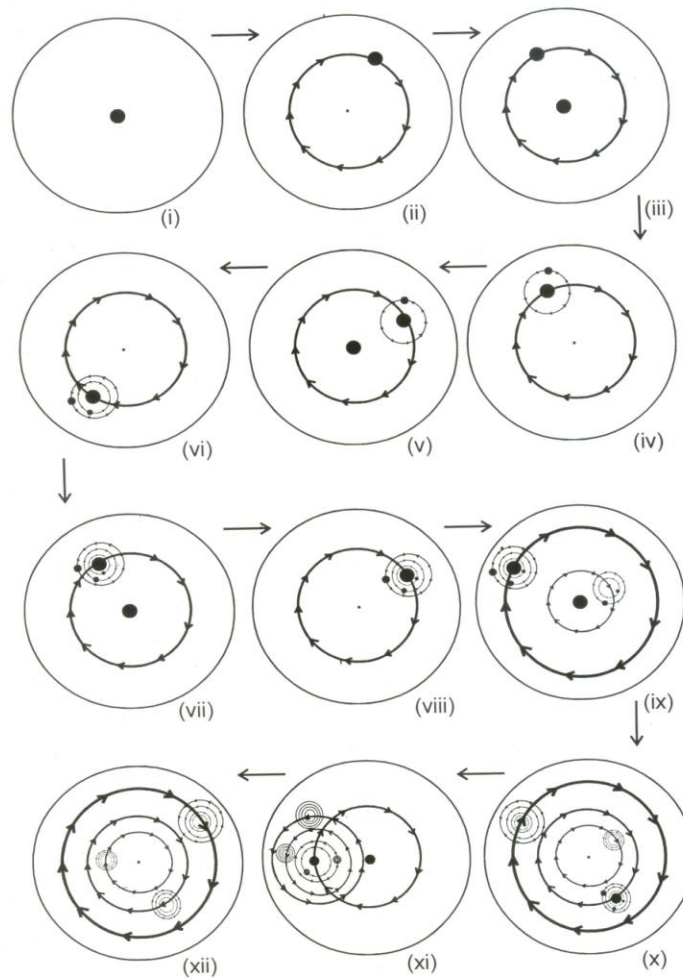 (i)
(ii)
(iii)
(vi)
(v)
(iv)
(vii)
(viii)
(ix)
(xii)
(xi)
(x)